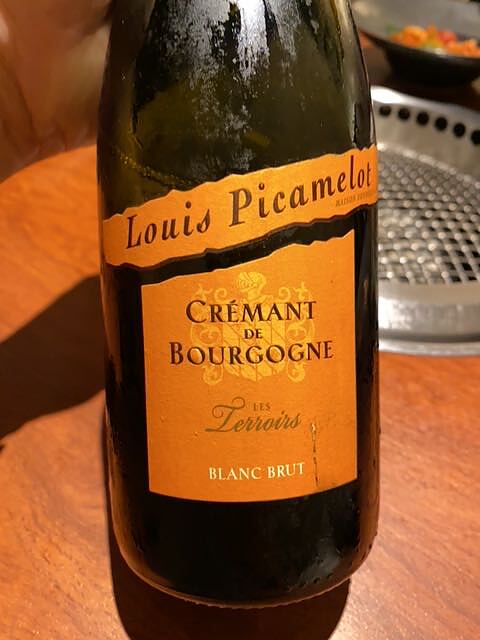 Louis Picamelot
CRÉMANT
DE
BOURGOGNE
LES
Terroirs
BLANC BRUT